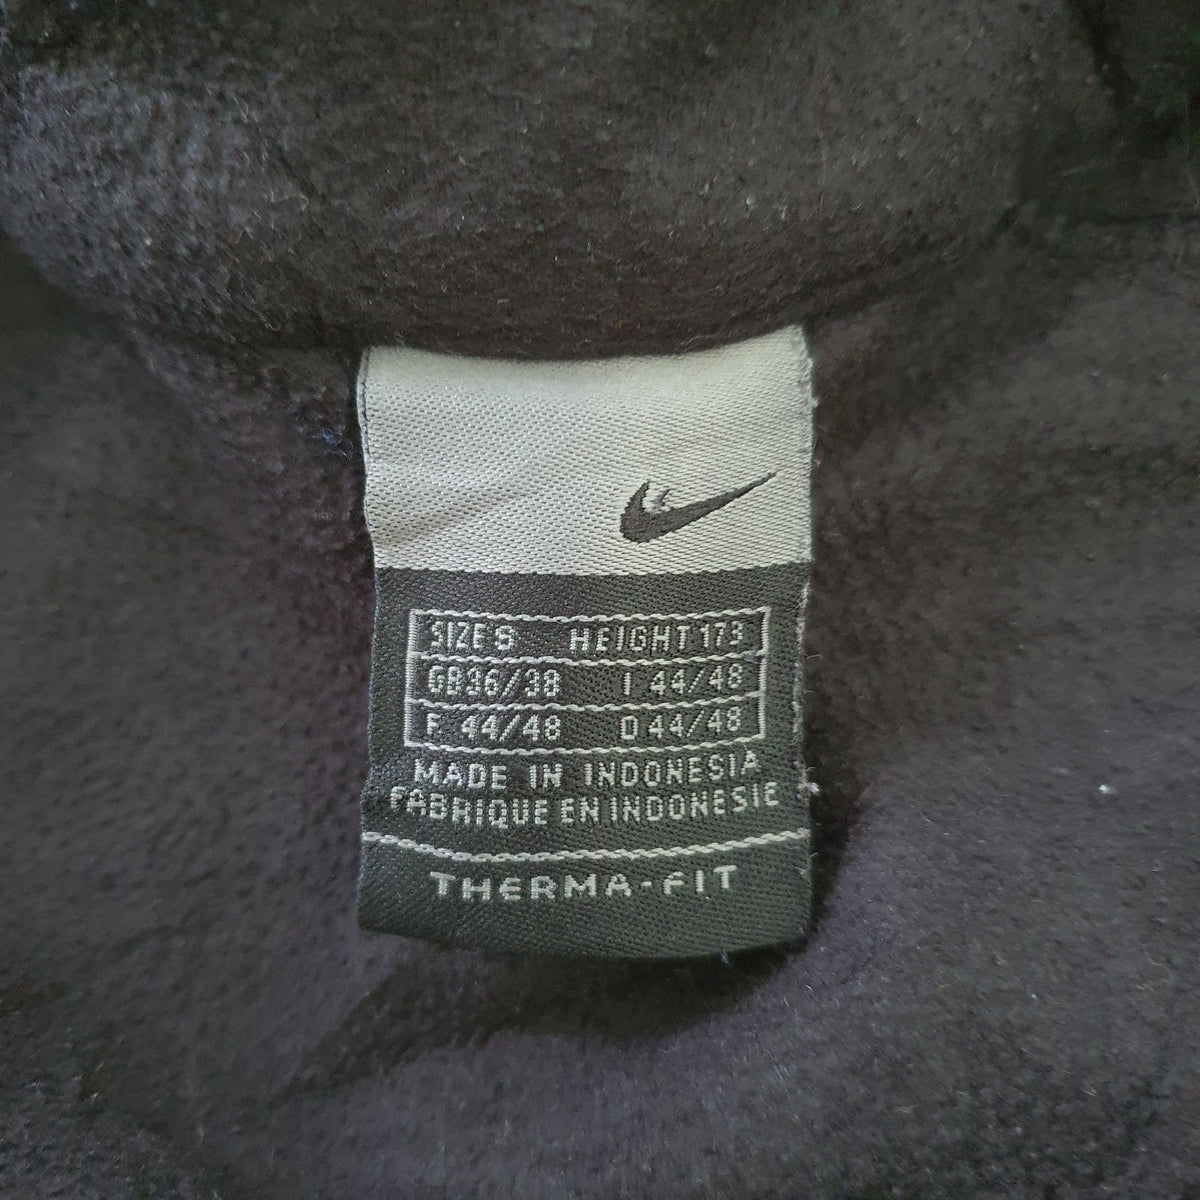 SIZE S HEIGHT 173
GB 36/38 I 44/48
F. 44/48 D 44/48
MADE IN INDONESIA
FABRIQUE EN INDONESIE
THERMA-FIT